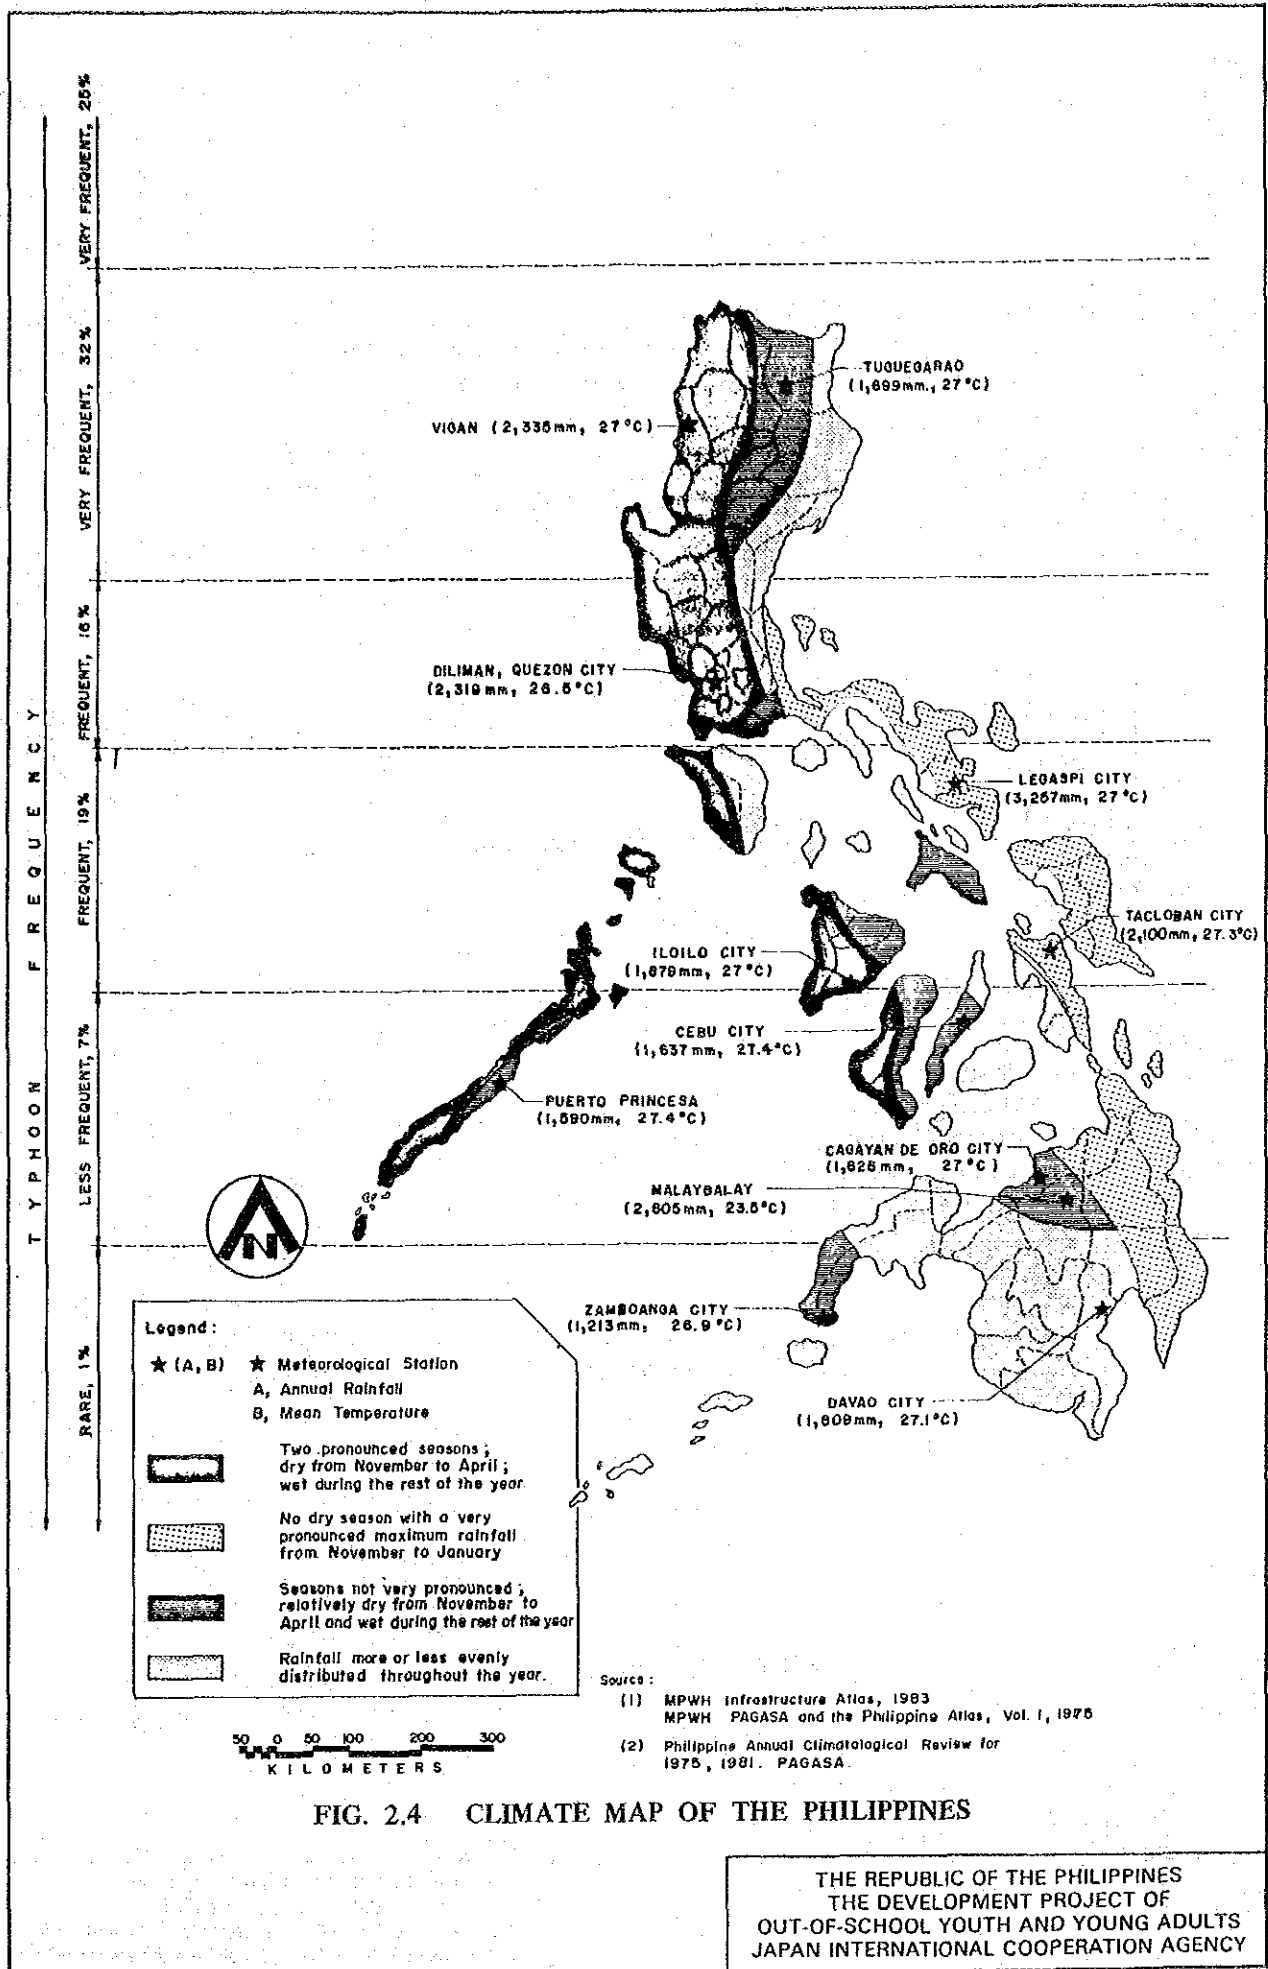 TYPHOON FREQUENCY
VERY FREQUENT, 25%
VERY FREQUENT, 32%
FREQUENT, 16%
FREQUENT, 19%
LESS FREQUENT, 7%
RARE, 1%
TUGUEGARAO
(1,699mm., 27°C)
VIGAN (2,335mm, 27°C)
DILIMAN, QUEZON CITY
(2,319mm, 26.5°C)
LEGASPI CITY
(3,257mm, 27°C)
TACLOBAN CITY
(2,100mm, 27.3°C)
ILOILO CITY
(1,879mm, 27°C)
CEBU CITY
(1,637mm, 27.4°C)
PUERTO PRINCESA
(1,590mm, 27.4°C)
CAGAYAN DE ORO CITY
(1,625mm, 27°C)
MALAYBALAY
(2,605mm, 23.5°C)
ZAMBOANGA CITY
(1,213mm, 26.9°C)
DAVAO CITY
(1,809mm, 27.1°C)
N
Legend:
★ (A,B) ★ Meteorological Station
A, Annual Rainfall
B, Mean Temperature
Two pronounced seasons;
dry from November to April;
wet during the rest of the year
No dry season with a very
pronounced maximum rainfall
from November to January
Seasons not very pronounced;
relatively dry from November to
April and wet during the rest of the year
Rainfall more or less evenly
distributed throughout the year.
Source:
(1) MPWH Infrastructure Atlas, 1983
MPWH PAGASA and the Philippine Atlas, Vol. 1, 1975
(2) Philippine Annual Climatological Review for
1975, 1981. PAGASA.
50 0 50 100 200 300
KILOMETERS
FIG. 2.4 CLIMATE MAP OF THE PHILIPPINES
THE REPUBLIC OF THE PHILIPPINES
THE DEVELOPMENT PROJECT OF
OUT-OF-SCHOOL YOUTH AND YOUNG ADULTS
JAPAN INTERNATIONAL COOPERATION AGENCY